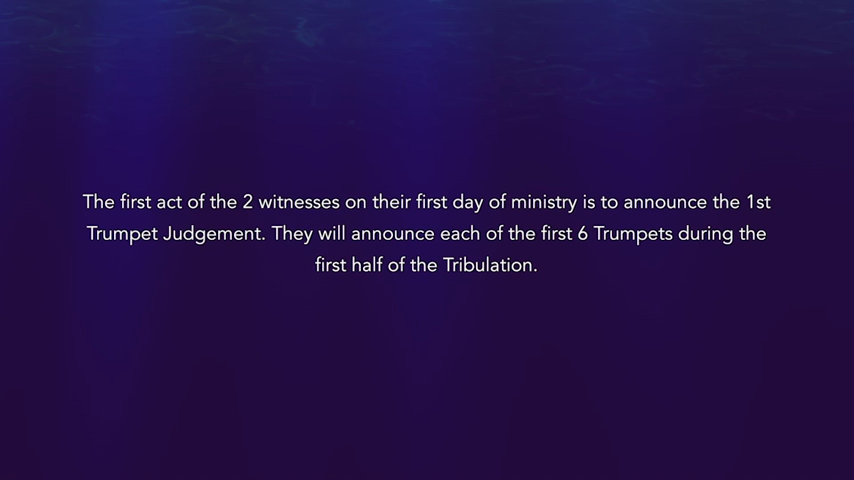 The first act of the 2 witnesses on their first day of ministry is to announce the 1st
Trumpet Judgement. They will announce each of the first 6 Trumpets during the
first half of the Tribulation.